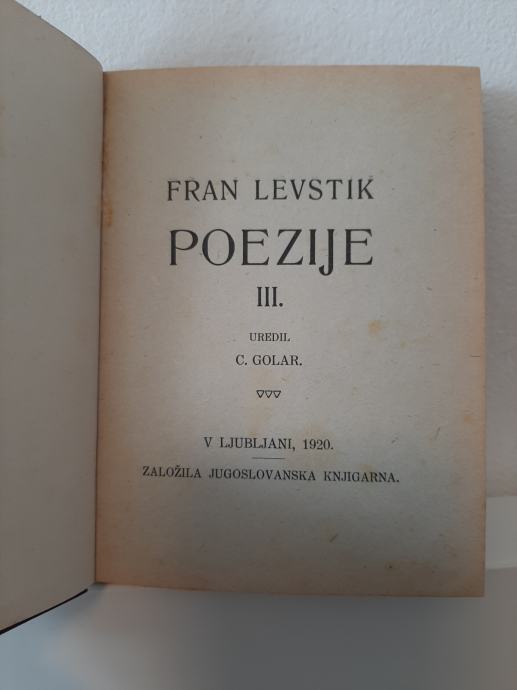 FRAN LEVSTIK
POEZIJE
III.
UREDIL
C. GOLAR.
V LJUBLJANI, 1920.
ZALOŽILA JUGOSLOVANSKA KNJIGARNA.